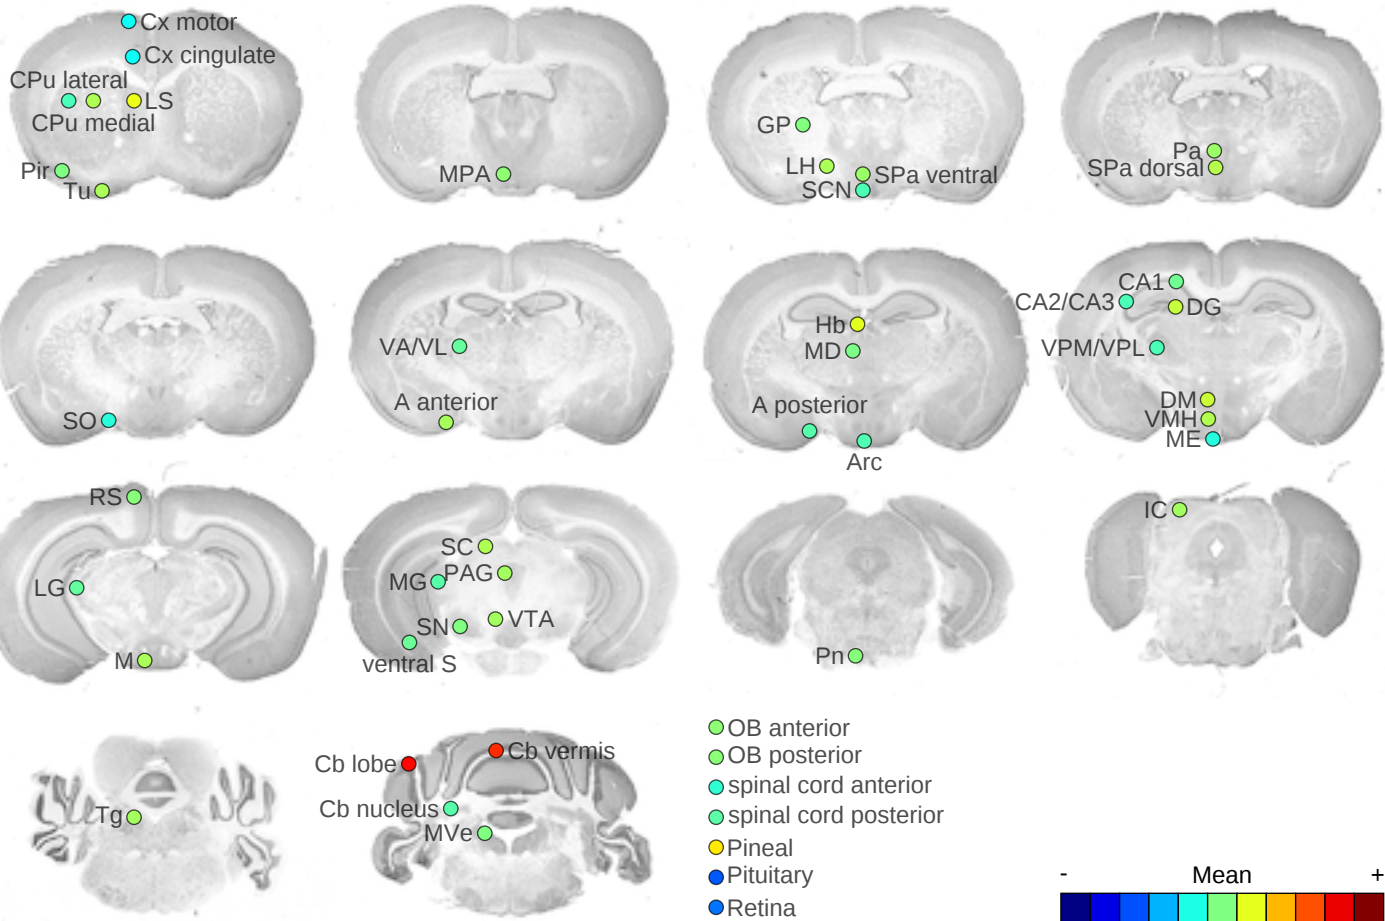 Cx motor
Cx cingulate
CPu lateral
LS
CPu medial
Pir
Tu
MPA
GP
LH
SPa ventral
SCN
Pa
SPa dorsal
SO
VA/VL
A anterior
Hb
MD
A posterior
Arc
CA1
CA2/CA3
DG
VPM/VPL
DM
VMH
ME
RS
LG
M
SC
MG
PAG
SN
VTA
ventral S
Pn
IC
Tg
Cb lobe
Cb vermis
Cb nucleus
MVe
OB anterior
OB posterior
spinal cord anterior
spinal cord posterior
Pineal
Pituitary
Retina
- Mean +